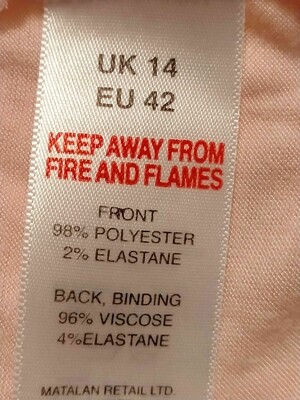 UK 14
EU 42
KEEP AWAY FROM
FIRE AND FLAMES
FRONT
98% POLYESTER
2% ELASTANE
BACK, BINDING
96% VISCOSE
4%ELASTANE
MATALAN RETAIL LTD.